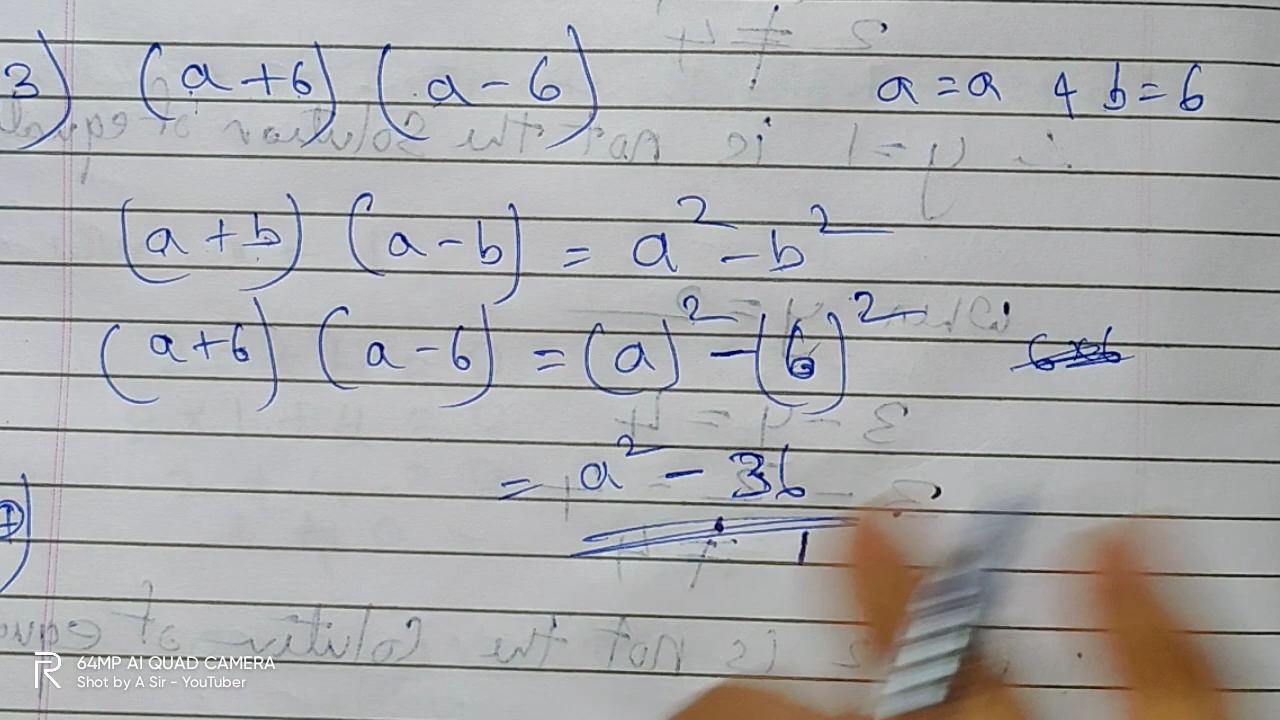 3) (a+6) (a-6) a=a & b=6
(a+b) (a-b) = a² - b²
(a+6) (a-6) = (a)² - (6)²
= a² - 36
64MP AI QUAD CAMERA
Shot by A Sir - YouTuber